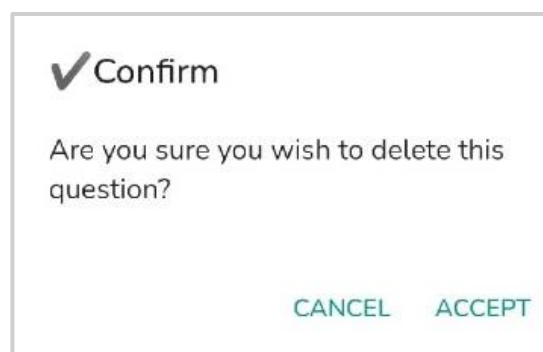 ✔Confirm
Are you sure you wish to delete this
question?
CANCEL ACCEPT